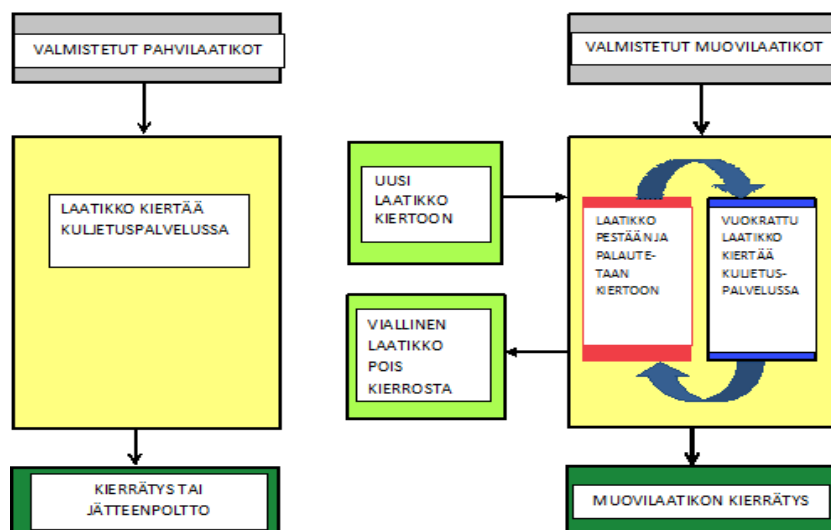 VALMISTETUT PAHVILAATIKOT
LAATIKKO KIERTÄÄ
KULJETUSPALVELUSSA
KIERRÄTYS TAI
JÄTTEENPOLTTO
VALMISTETUT MUOVILAATIKOT
UUSI
LAATIKKO
KIERTOON
LAATIKKO
PESTÄÄN JA
PALAUTE-
TAAN
KIERTOON
VUOKRATTU
LAATIKKO
KIERTÄÄ
KULJETUS-
PALVELUSSA
VIALLINEN
LAATIKKO
POIS
KIERROSTA
MUOVILAATIKON KIERRÄTYS